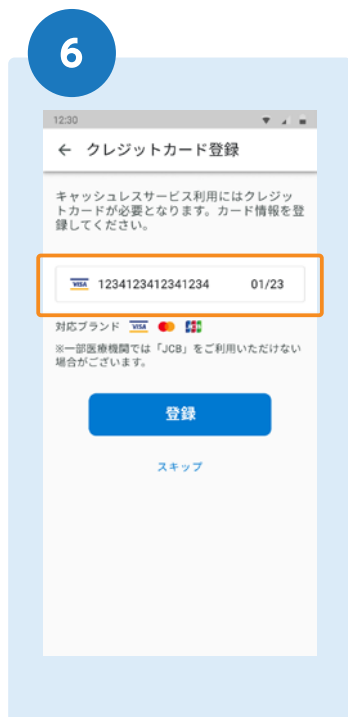 6
12:30
← クレジットカード登録
キャッシュレスサービス利用にはクレジッ
トカードが必要となります。カード情報を登
録してください。
VISA 1234123412341234 01/23
対応ブランド VISA JCB
※一部医療機関では「JCB」をご利用いただけない
場合がございます。
登録
スキップ